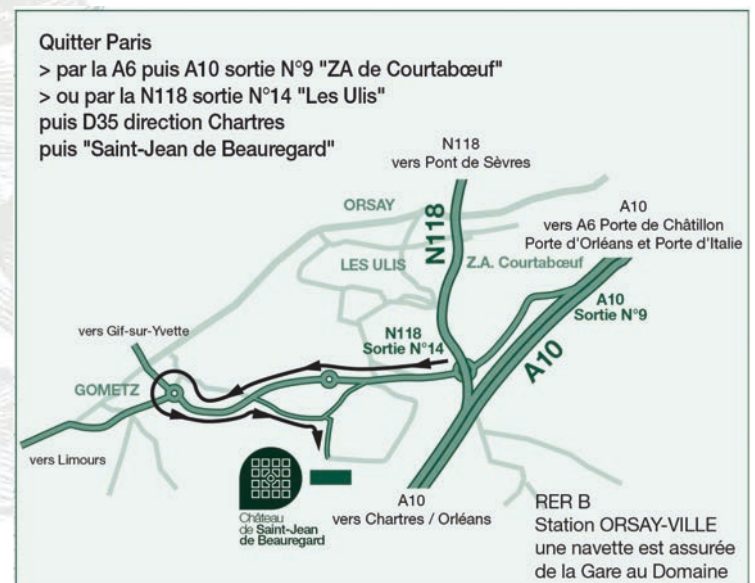 Quitter Paris
> par la A6 puis A10 sortie N°9 "ZA de Courtabœuf"
> ou par la N118 sortie N°14 "Les Ulis"
puis D35 direction Chartres
puis "Saint-Jean de Beauregard"
N118
vers Pont de Sèvres
ORSAY
N118
A10
vers A6 Porte de Châtillon
Porte d'Orléans et Porte d'Italie
LES ULIS
Z.A. Courtabœuf
A10
Sortie N°9
vers Gif-sur-Yvette
N118
Sortie N°14
A10
GOMETZ
vers Limours
Château
de Saint-Jean
de Beauregard
A10
vers Chartres / Orléans
RER B
Station ORSAY-VILLE
une navette est assurée
de la Gare au Domaine